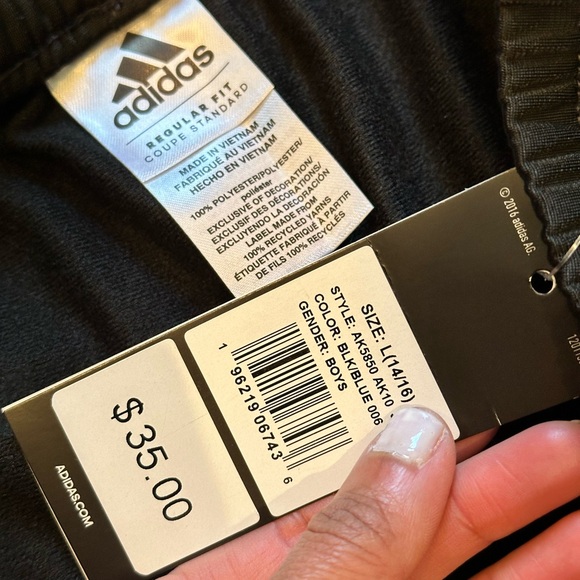 adidas
REGULAR FIT
COUPE STANDARD
MADE IN VIETNAM
FABRIQUÉ AU VIETNAM
HECHO EN VIETNAM
100% POLYESTER/POLYESTER/
poliéster
EXCLUSIVE OF DECORATION/
EXCLUSIF DES DÉCORATIONS/
EXCLUYENDO LA DECORACIÓN
LABEL MADE FROM
100% RECYCLED YARNS
ÉTIQUETTE FABRIQUÉ À PARTIR
DE FILS 100% RECYCLÉS
© 2016 adidas AG.
SIZE: L(14/16)
STYLE: AK5850 AK10
COLOR: BLK/BLUE 006
GENDER: BOYS
1 96219 06743 6
$35.00
ADIDAS.COM